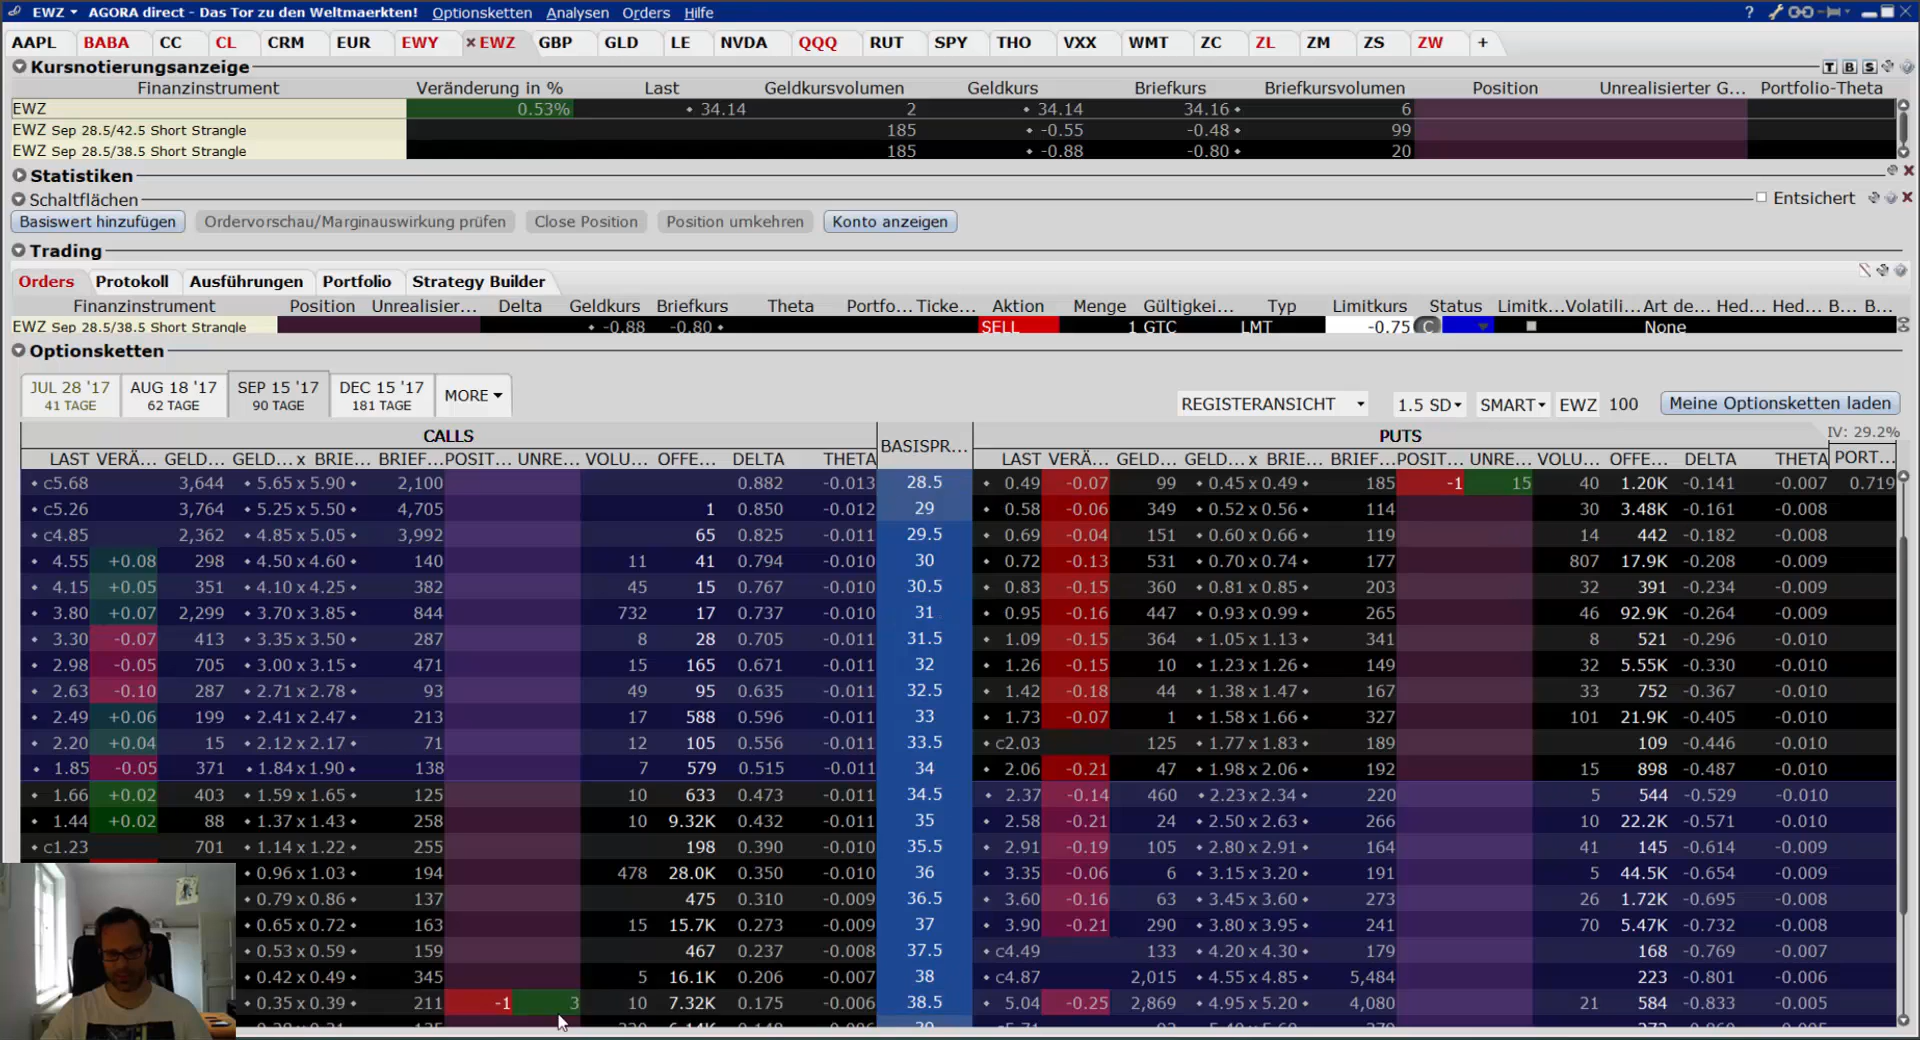 EWZ AGORA direct - Das Tor zu den Weltmaerkten! Optionsketten Analysen Orders Hilfe ?
AAPL BABA CC CL CRM EUR EWY × EWZ GBP GLD LE NVDA QQQ RUT SPY THO VXX WMT ZC ZL ZM ZS ZW +
Kursnotierungsanzeige T B S
Finanzinstrument Veränderung in % Last Geldkursvolumen Geldkurs Briefkurs Briefkursvolumen Position Unrealisierter G... Portfolio-Theta
EWZ 0.53% 34.14 2 34.14 34.16 6
EWZ Sep 28.5/42.5 Short Strangle 185 -0.55 -0.48 99
EWZ Sep 28.5/38.5 Short Strangle 185 -0.88 -0.80 20
Statistiken
Schaltflächen Entsichert
Basiswert hinzufügen Ordervorschau/Marginauswirkung prüfen Close Position Position umkehren Konto anzeigen
Trading
Orders Protokoll Ausführungen Portfolio Strategy Builder
Finanzinstrument Position Unrealisier... Delta Geldkurs Briefkurs Theta Portfo... Ticke... Aktion Menge Gültigkei... Typ Limitkurs Status Limitk... Volatili... Art de... Hed... Hed... B... B...
EWZ Sep 28.5/38.5 Short Strangle -0.88 -0.80 SELL 1 GTC LMT -0.75 C None
Optionsketten
JUL 28 '17 AUG 18 '17 SEP 15 '17 DEC 15 '17 MORE
41 TAGE 62 TAGE 90 TAGE 181 TAGE
REGISTERANSICHT 1.5 SD SMART EWZ 100 Meine Optionsketten laden
CALLS BASISPR... PUTS IV: 29.2%
LAST VERÄ... GELD... GELD... x BRIE... BRIEF... POSIT... UNRE... VOLU... OFFE... DELTA THETA LAST VERÄ... GELD... GELD... x BRIE... BRIEF... POSIT... UNRE... VOLU... OFFE... DELTA THETA PORT...
c5.68 3,644 5.65 x 5.90 2,100 0.882 -0.013 28.5 0.49 -0.07 99 0.45 x 0.49 185 -1 15 40 1.20K -0.141 -0.007 0.719
c5.26 3,764 5.25 x 5.50 4,705 1 0.850 -0.012 29 0.58 -0.06 349 0.52 x 0.56 114 30 3.48K -0.161 -0.008
c4.85 2,362 4.85 x 5.05 3,992 65 0.825 -0.011 29.5 0.69 -0.04 151 0.60 x 0.66 119 14 442 -0.182 -0.008
4.55 +0.08 298 4.50 x 4.60 140 11 41 0.794 -0.010 30 0.72 -0.13 531 0.70 x 0.74 177 807 17.9K -0.208 -0.009
4.15 +0.05 351 4.10 x 4.25 382 45 15 0.767 -0.010 30.5 0.83 -0.15 360 0.81 x 0.85 203 32 391 -0.234 -0.009
3.80 +0.07 2,299 3.70 x 3.85 844 732 17 0.737 -0.010 31 0.95 -0.16 447 0.93 x 0.99 265 46 92.9K -0.264 -0.009
3.30 -0.07 413 3.35 x 3.50 287 8 28 0.705 -0.011 31.5 1.09 -0.15 364 1.05 x 1.13 341 8 521 -0.296 -0.010
2.98 -0.05 705 3.00 x 3.15 471 15 165 0.671 -0.011 32 1.26 -0.15 10 1.23 x 1.26 149 32 5.55K -0.330 -0.010
2.63 -0.10 287 2.71 x 2.78 93 49 95 0.635 -0.011 32.5 1.42 -0.18 44 1.38 x 1.47 167 33 752 -0.367 -0.010
2.49 +0.06 199 2.41 x 2.47 213 17 588 0.596 -0.011 33 1.73 -0.07 1 1.58 x 1.66 327 101 21.9K -0.405 -0.010
2.20 +0.04 15 2.12 x 2.17 71 12 105 0.556 -0.011 33.5 c2.03 125 1.77 x 1.83 189 109 -0.446 -0.010
1.85 -0.05 371 1.84 x 1.90 138 7 579 0.515 -0.011 34 2.06 -0.21 47 1.98 x 2.06 192 15 898 -0.487 -0.010
1.66 +0.02 403 1.59 x 1.65 125 10 633 0.473 -0.011 34.5 2.37 -0.14 460 2.23 x 2.34 220 5 544 -0.529 -0.010
1.44 +0.02 88 1.37 x 1.43 258 10 9.32K 0.432 -0.011 35 2.58 -0.21 24 2.50 x 2.63 266 10 22.2K -0.571 -0.010
c1.23 701 1.14 x 1.22 255 198 0.390 -0.010 35.5 2.91 -0.19 105 2.80 x 2.91 164 41 145 -0.614 -0.009
0.96 x 1.03 194 478 28.0K 0.350 -0.010 36 3.35 -0.06 6 3.15 x 3.20 191 5 44.5K -0.654 -0.009
0.79 x 0.86 137 475 0.310 -0.009 36.5 3.60 -0.16 63 3.45 x 3.60 273 26 1.72K -0.695 -0.009
0.65 x 0.72 163 15 15.7K 0.273 -0.009 37 3.90 -0.21 290 3.80 x 3.95 241 70 5.47K -0.732 -0.008
0.53 x 0.59 159 467 0.237 -0.008 37.5 c4.49 133 4.20 x 4.30 179 168 -0.769 -0.007
0.42 x 0.49 345 5 16.1K 0.206 -0.007 38 c4.87 2,015 4.55 x 4.85 5,484 223 -0.801 -0.006
0.35 x 0.39 211 -1 3 10 7.32K 0.175 -0.006 38.5 5.04 -0.25 2,869 4.95 x 5.20 4,080 21 584 -0.833 -0.005